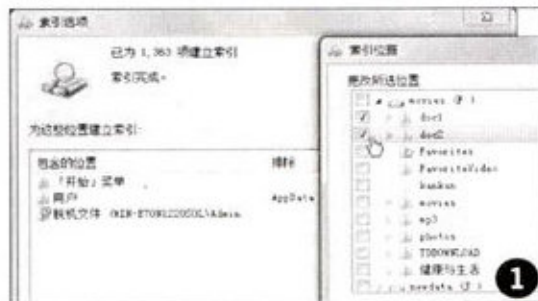 索引选项
已为 1,363 项建立索引
索引完成。
为这些位置建立索引:
包含的位置
排除
「开始」菜单
用户
AppData
脱机文件
索引位置
更改所选位置
movies (F:)
doc1
doc2
Favorites
FavoriteVideo
kankan
movies
mp3
photos
TDDOWNLOAD
健康与生活
newdata (J:)
1